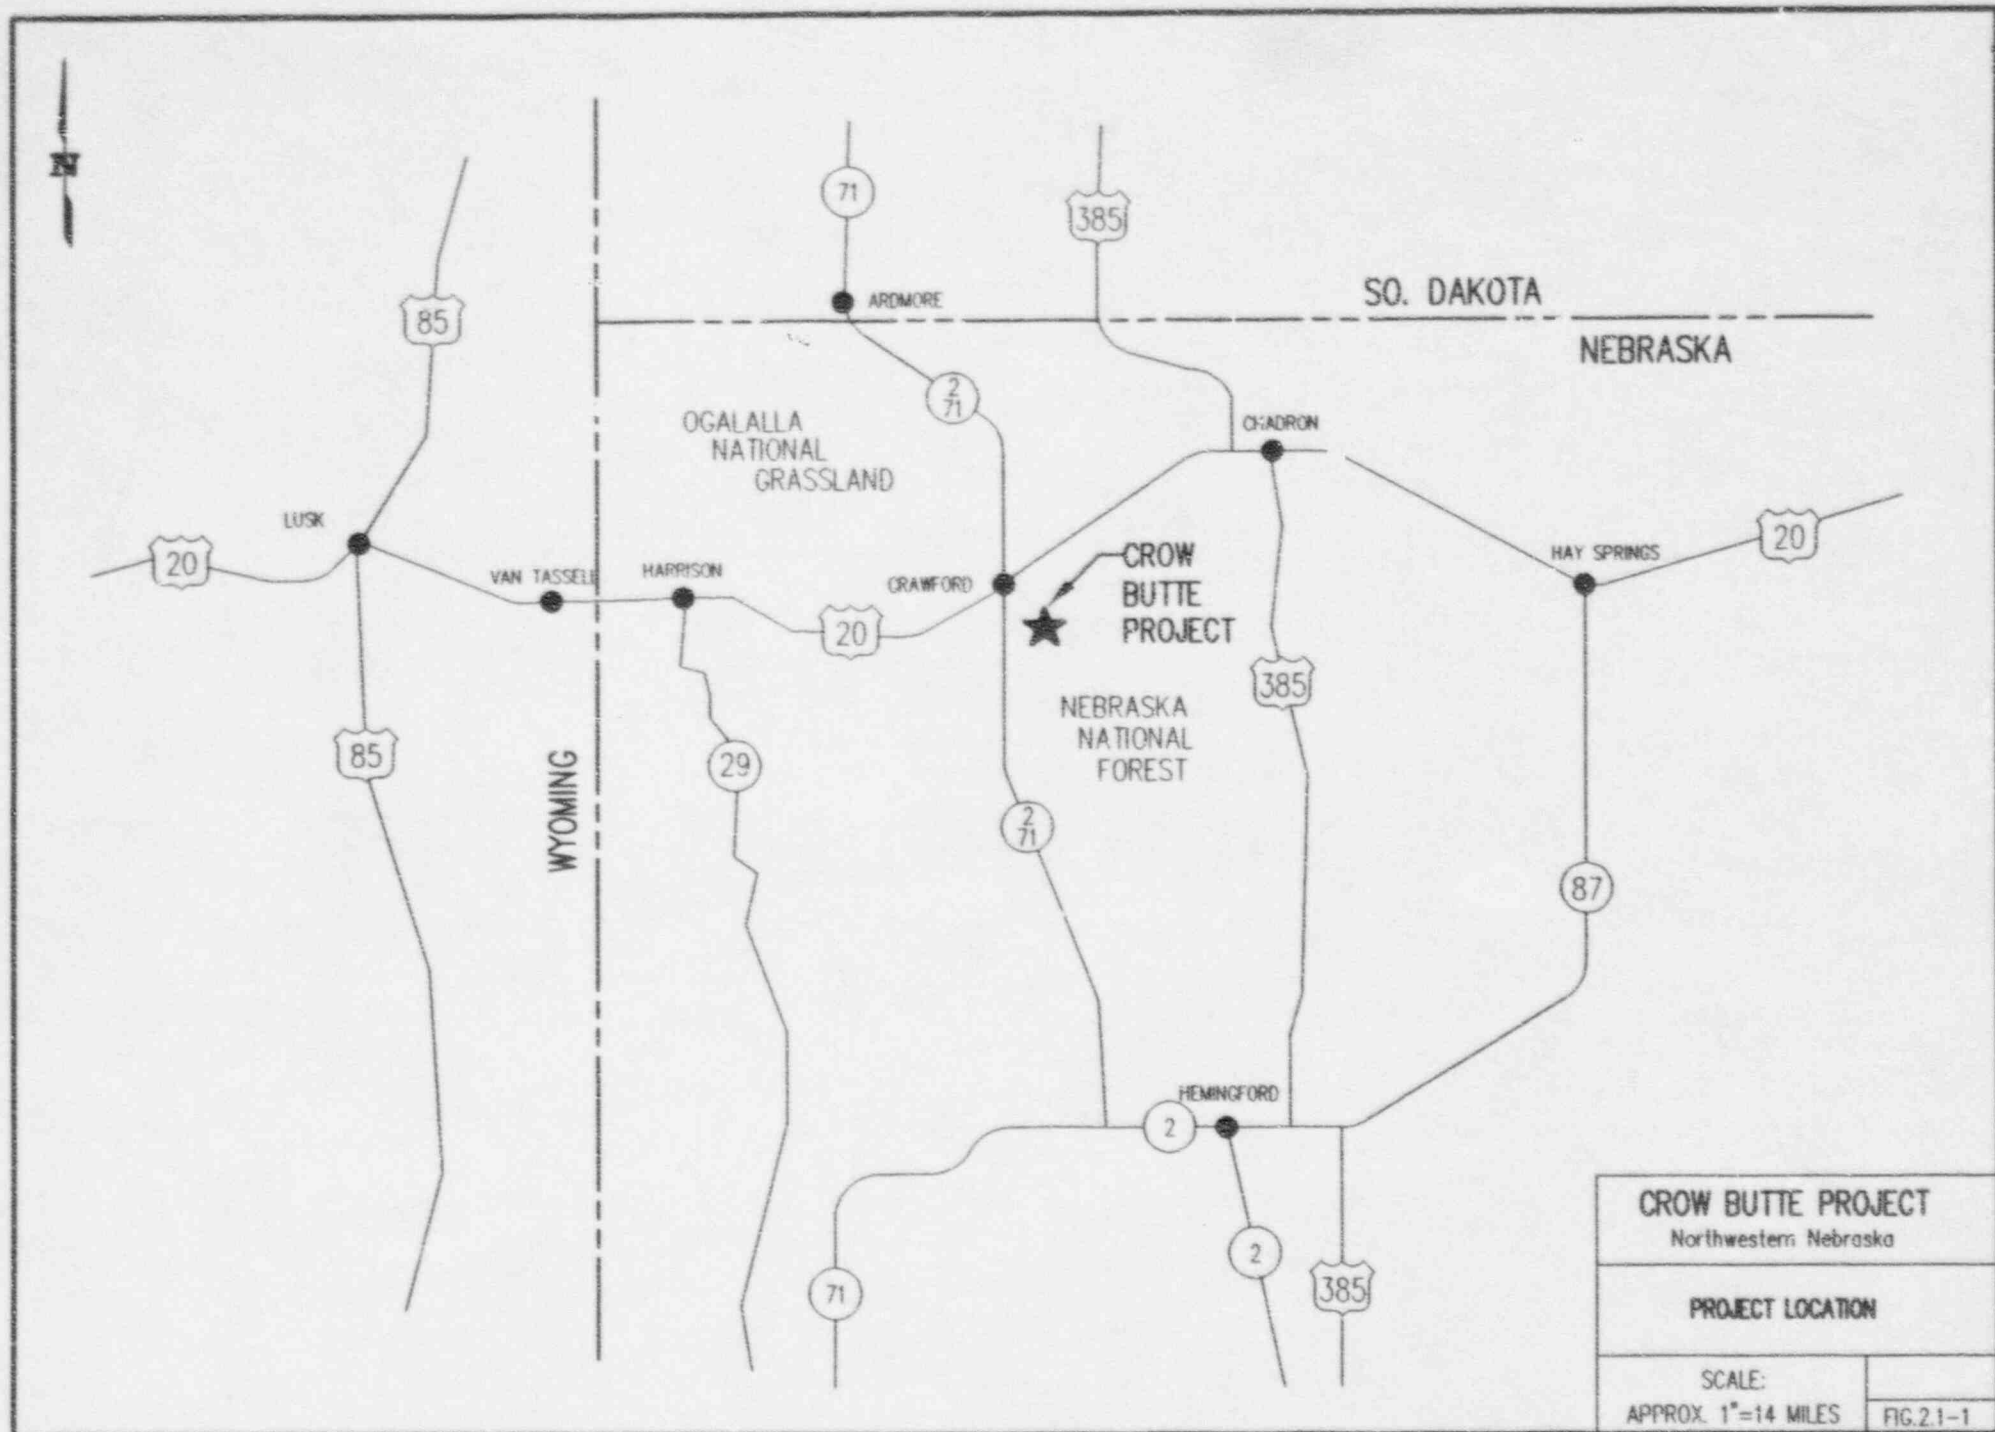 N
71
385
SO. DAKOTA
ARDMORE
85
NEBRASKA
2
71
OGALALLA
NATIONAL
GRASSLAND
CHADRON
LUSK
20
VAN TASSELL
HARRISON
CRAWFORD
CROW
BUTTE
PROJECT
HAY SPRINGS
20
20
385
NEBRASKA
NATIONAL
FOREST
85
WYOMING
29
2
71
87
HEMINGFORD
2
2
71
385
CROW BUTTE PROJECT
Northwestern Nebraska
PROJECT LOCATION
SCALE:
APPROX. 1"=14 MILES
FIG.2.1-1